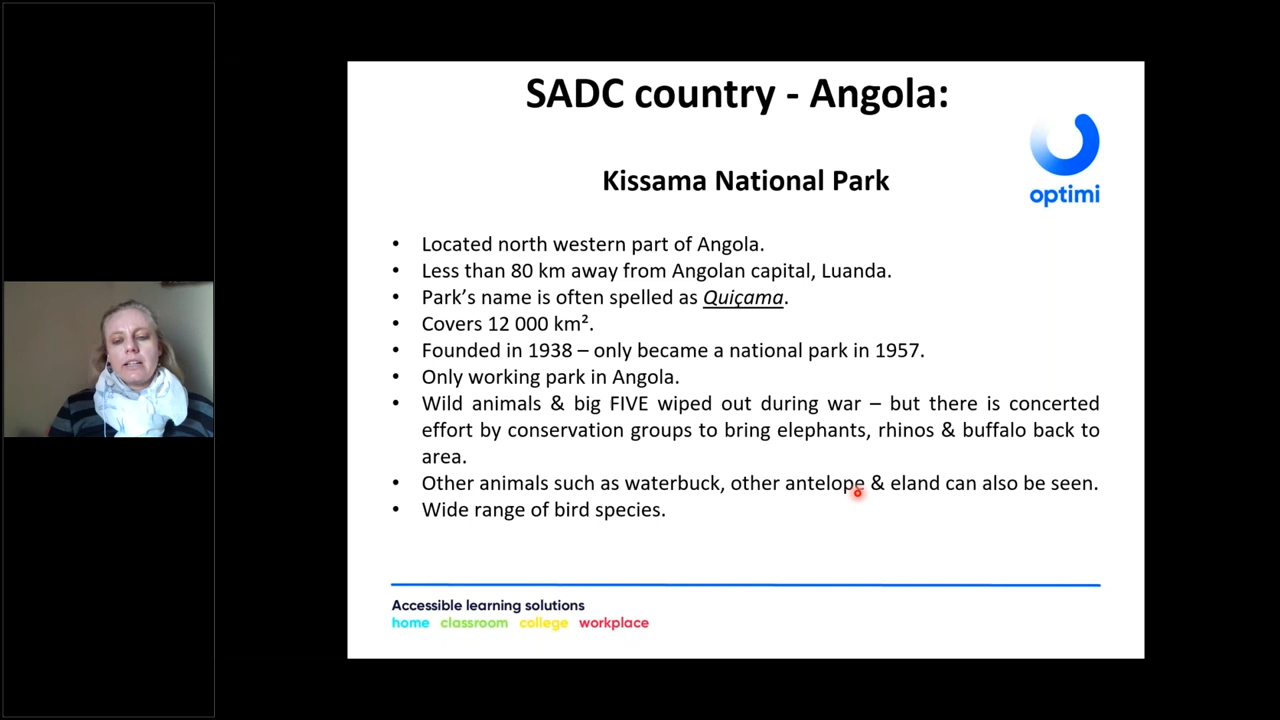 SADC country - Angola:
optimi
Kissama National Park
• Located north western part of Angola.
• Less than 80 km away from Angolan capital, Luanda.
• Park’s name is often spelled as Quiçama.
• Covers 12 000 km².
• Founded in 1938 – only became a national park in 1957.
• Only working park in Angola.
• Wild animals & big FIVE wiped out during war – but there is concerted
effort by conservation groups to bring elephants, rhinos & buffalo back to
area.
• Other animals such as waterbuck, other antelope & eland can also be seen.
• Wide range of bird species.
Accessible learning solutions
home classroom college workplace